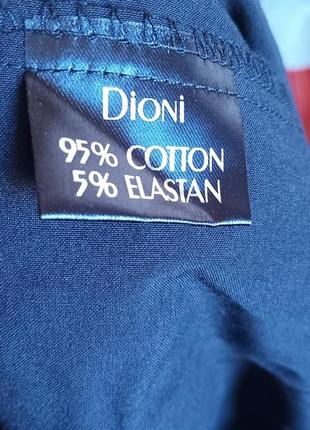 Dioni
95% COTTON
5% ELASTAN